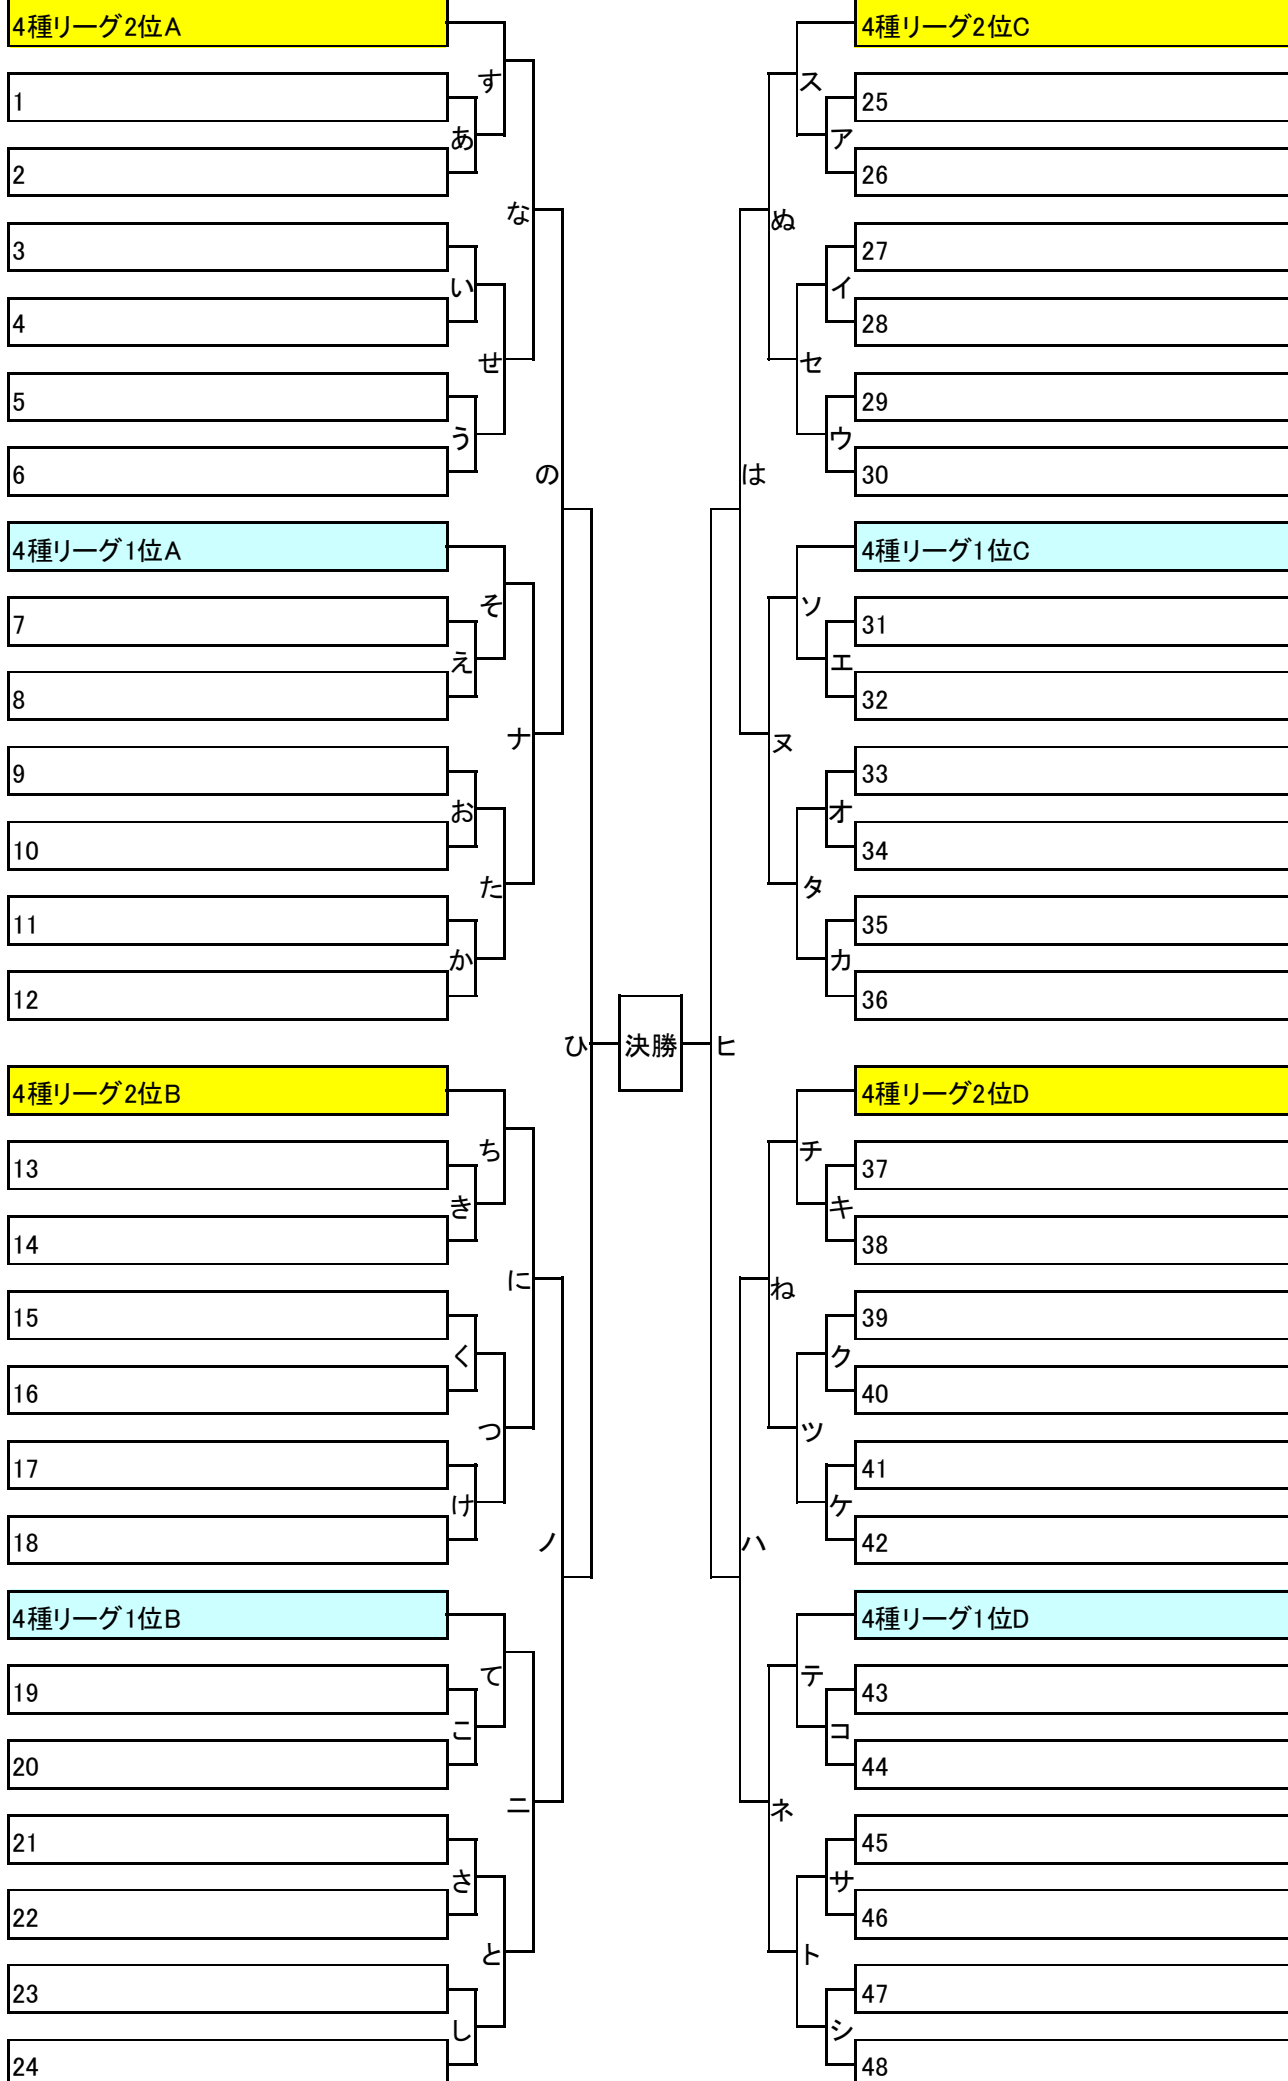 4種リーグ2位A
す
1
あ
2
な
3
い
4
せ
5
う
6
の
4種リーグ1位A
そ
7
え
8
ナ
9
お
10
た
11
か
12
ひ
4種リーグ2位B
ち
13
き
14
に
15
く
16
つ
17
け
18
ノ
4種リーグ1位B
て
19
こ
20
ニ
21
さ
22
と
23
し
24
決勝
4種リーグ2位C
ス
25
ア
26
ぬ
27
イ
28
セ
29
ウ
30
は
4種リーグ1位C
ソ
31
エ
32
ヌ
33
オ
34
タ
35
カ
36
ヒ
4種リーグ2位D
チ
37
キ
38
ね
39
ク
40
ツ
41
ケ
42
ハ
4種リーグ1位D
テ
43
コ
44
ネ
45
サ
46
ト
47
シ
48